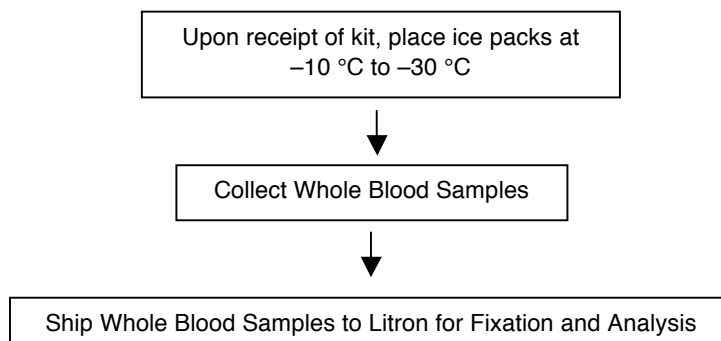 Upon receipt of kit, place ice packs at
–10 °C to –30 °C
Collect Whole Blood Samples
Ship Whole Blood Samples to Litron for Fixation and Analysis